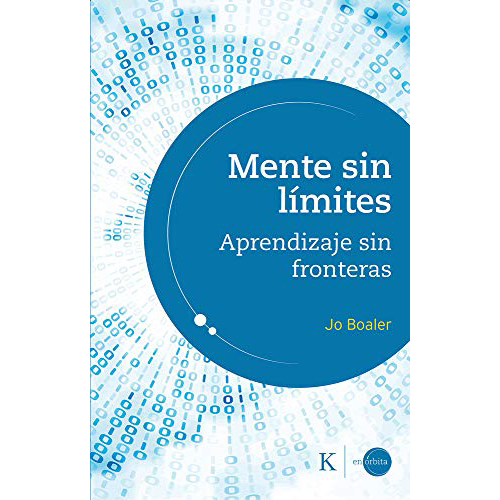 Mente sin
límites
Aprendizaje sin
fronteras
Jo Boaler
K
en órbita